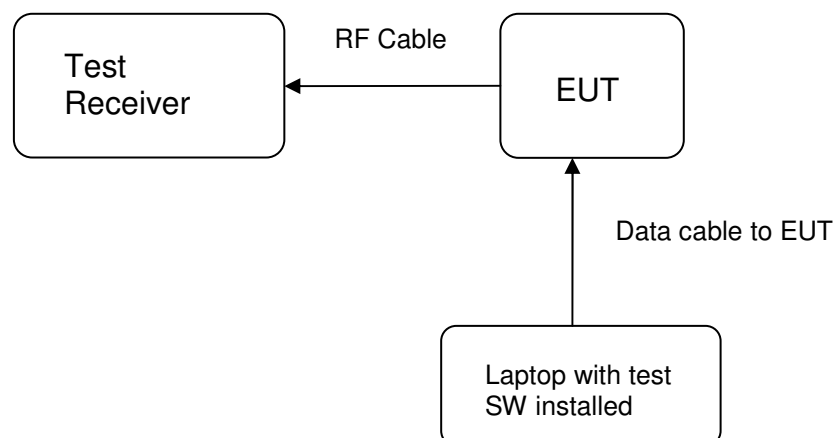 RF Cable
Test
Receiver
EUT
Data cable to EUT
Laptop with test
SW installed